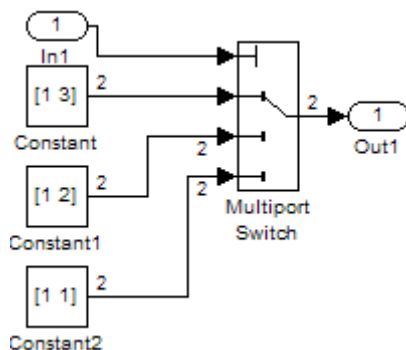 1
In1
[1 3]
2
Constant
[1 2]
2
2
Constant1
[1 1]
2
2
Constant2
Multiport
Switch
2
1
Out1